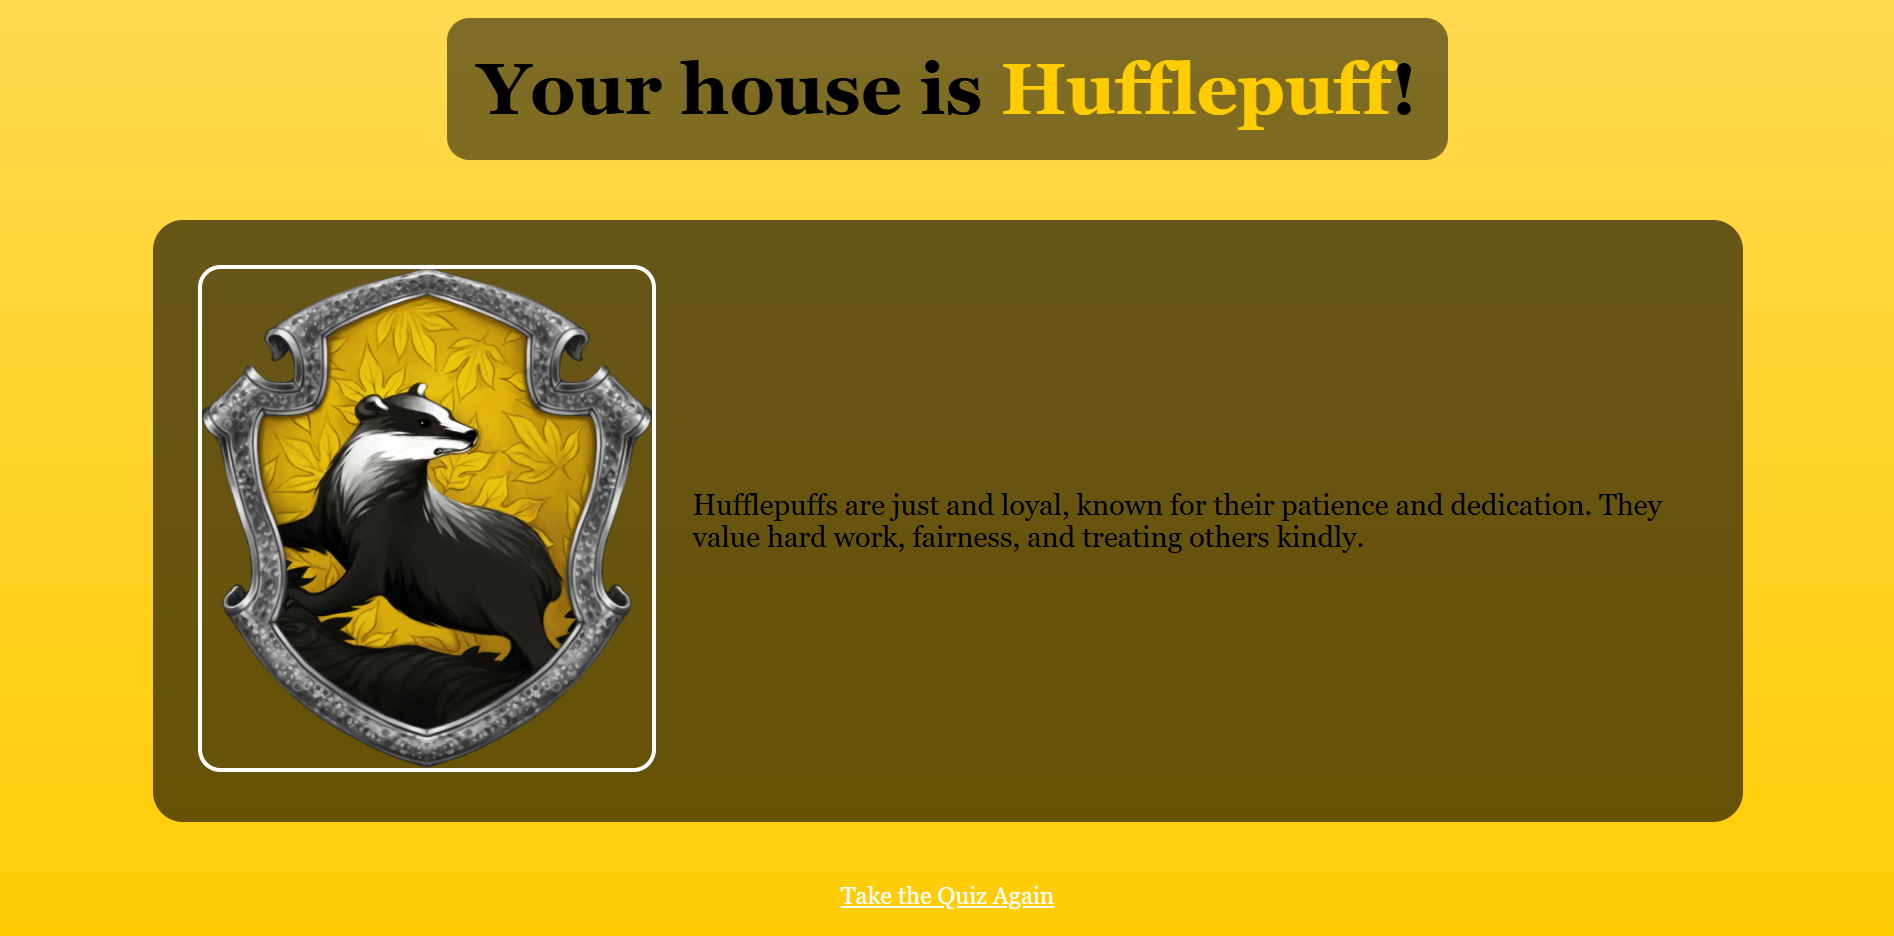 Your house is Hufflepuff!
Hufflepuffs are just and loyal, known for their patience and dedication. They
value hard work, fairness, and treating others kindly.
Take the Quiz Again